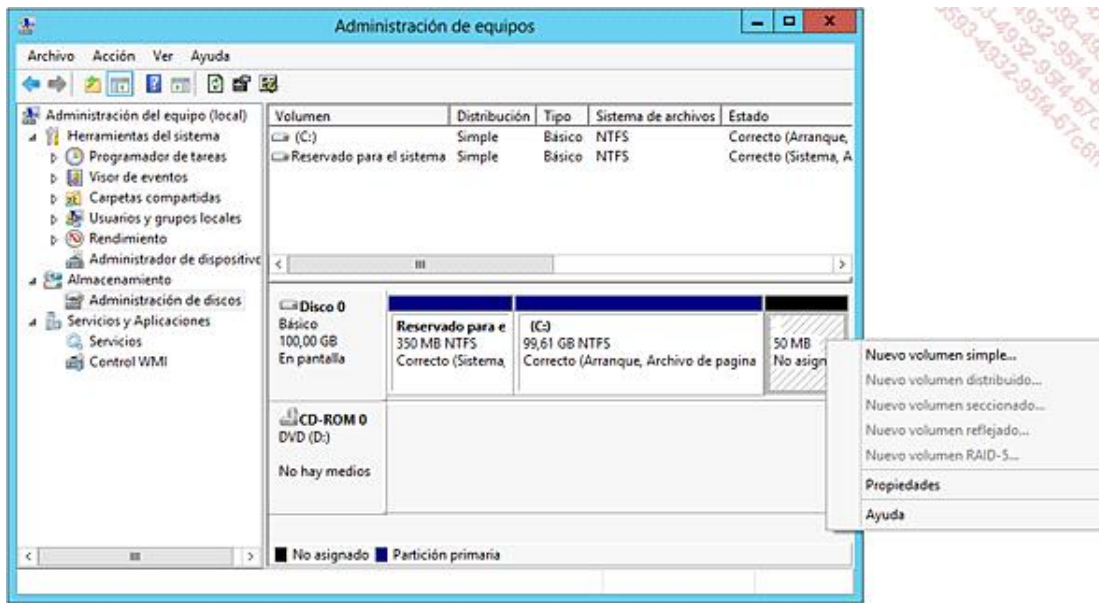 Administración de equipos
Archivo Acción Ver Ayuda
Administración del equipo (local)
Herramientas del sistema
Programador de tareas
Visor de eventos
Carpetas compartidas
Usuarios y grupos locales
Rendimiento
Administrador de dispositivo
Almacenamiento
Administración de discos
Servicios y Aplicaciones
Servicios
Control WMI
Volumen Distribución Tipo Sistema de archivos Estado
(C:) Simple Básico NTFS Correcto (Arranque,
Reservado para el sistema Simple Básico NTFS Correcto (Sistema, A
Disco 0
Básico
100,00 GB
En pantalla
Reservado para e
350 MB NTFS
Correcto (Sistema,
(C:)
99,61 GB NTFS
Correcto (Arranque, Archivo de pagina
50 MB
No asign
CD-ROM 0
DVD (D:)
No hay medios
No asignado Partición primaria
Nuevo volumen simple...
Nuevo volumen distribuido...
Nuevo volumen seccionado...
Nuevo volumen reflejado...
Nuevo volumen RAID-5...
Propiedades
Ayuda